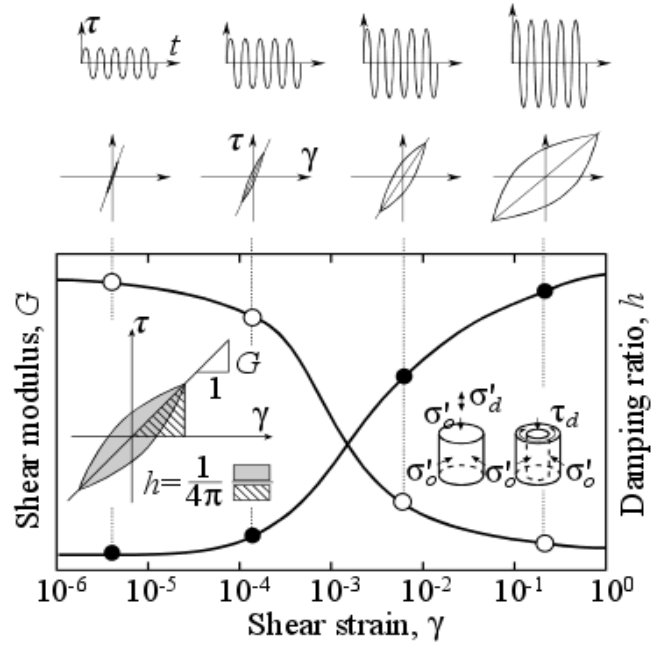 τ
t
τ
γ
Shear modulus, G
Damping ratio, h
τ
G
1
γ
h=1/4π
σ'd
σ'o
σ'o
τd
σ'o
σ'o
10⁻⁶ 10⁻⁵ 10⁻⁴ 10⁻³ 10⁻² 10⁻¹ 10⁰
Shear strain, γ